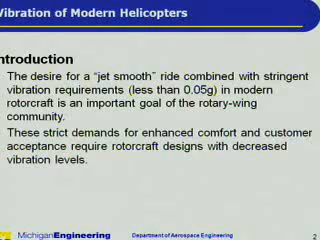 Vibration of Modern Helicopters
ntroduction
The desire for a “jet smooth” ride combined with stringent
vibration requirements (less than 0.05g) in modern
rotorcraft is an important goal of the rotary-wing
community.
These strict demands for enhanced comfort and customer
acceptance require rotorcraft designs with decreased
vibration levels.
MichiganEngineering
Department of Aerospace Engineering
2